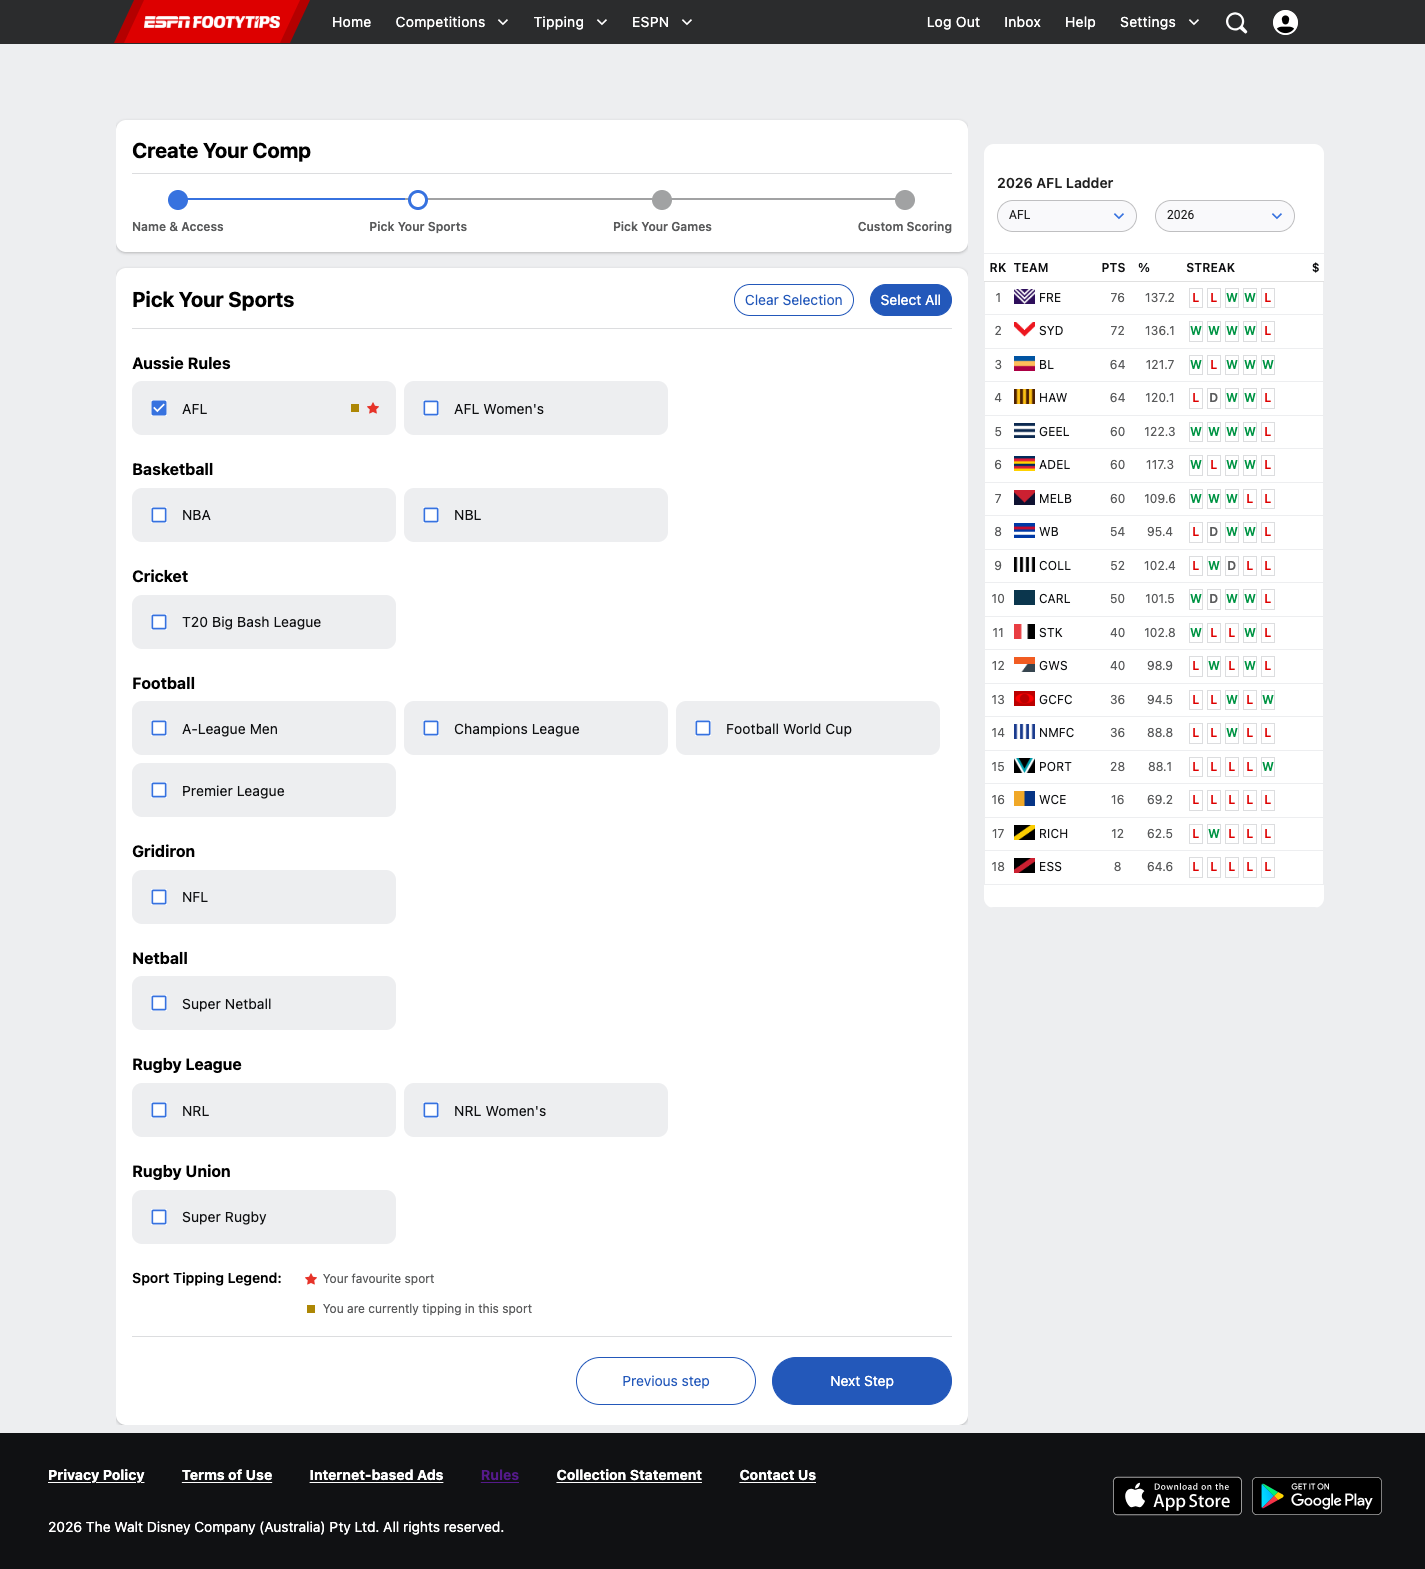 ESPN FOOTYTIPS Home Competitions Tipping ESPN Log Out Inbox Help Settings
Create Your Comp
Name & Access Pick Your Sports Pick Your Games Custom Scoring
Pick Your Sports Clear Selection Select All
Aussie Rules
AFL AFL Women's
Basketball
NBA NBL
Cricket
T20 Big Bash League
Football
A-League Men Champions League Football World Cup
Premier League
Gridiron
NFL
Netball
Super Netball
Rugby League
NRL NRL Women's
Rugby Union
Super Rugby
Sport Tipping Legend: Your favourite sport
You are currently tipping in this sport
Previous step Next Step
2026 AFL Ladder
AFL 2026
RK TEAM PTS % STREAK $
1 FRE 76 137.2 L L W W L
2 SYD 72 136.1 W W W W L
3 BL 64 121.7 W L W W W
4 HAW 64 120.1 L D W W L
5 GEEL 60 122.3 W W W W L
6 ADEL 60 117.3 W L W W L
7 MELB 60 109.6 W W W L L
8 WB 54 95.4 L D W W L
9 COLL 52 102.4 L W D L L
10 CARL 50 101.5 W D W W L
11 STK 40 102.8 W L L W L
12 GWS 40 98.9 L W L W L
13 GCFC 36 94.5 L L W L W
14 NMFC 36 88.8 L L W L L
15 PORT 28 88.1 L L L L W
16 WCE 16 69.2 L L L L L
17 RICH 12 62.5 L W L L L
18 ESS 8 64.6 L L L L L
Privacy Policy Terms of Use Internet-based Ads Rules Collection Statement Contact Us
2026 The Walt Disney Company (Australia) Pty Ltd. All rights reserved.
Download on the
App Store
GET IT ON
Google Play